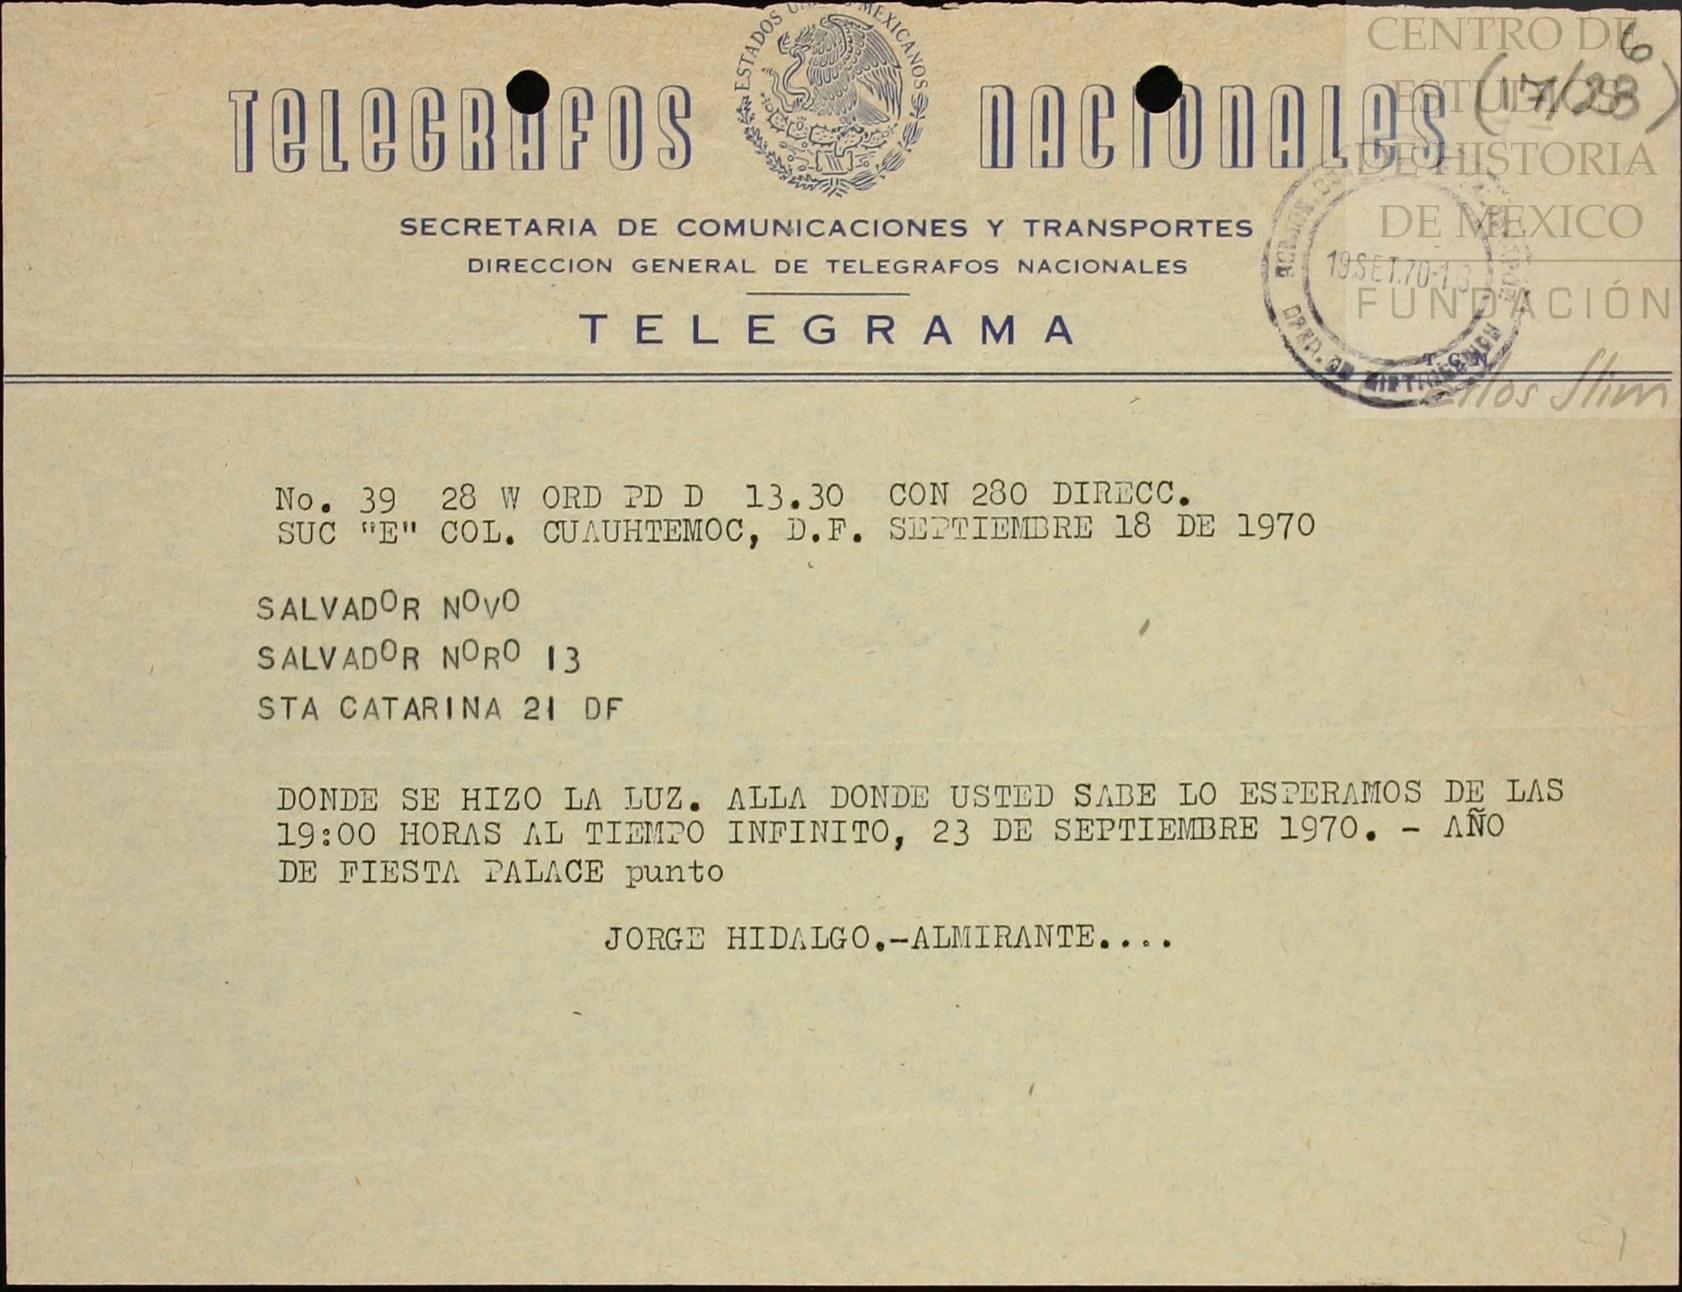 ESTADOS UNIDOS MEXICANOS
TELEGRAFOS NACIONALES
SECRETARIA DE COMUNICACIONES Y TRANSPORTES
DIRECCION GENERAL DE TELEGRAFOS NACIONALES
TELEGRAMA
CENTRO DE
ESTUDIOS
DE HISTORIA
DE MEXICO
FUNDACIÓN
Carlos Slim
6
(17/28)
19 SET. 70-13
T.G.N.
No. 39 28 W ORD PD D 13.30 CON 280 DIRECC.
SUC "E" COL. CUAUHTEMOC, D.F. SEPTIEMBRE 18 DE 1970
SALVADOR NOVO
SALVADOR NORO 13
STA CATARINA 21 DF
DONDE SE HIZO LA LUZ. ALLA DONDE USTED SABE LO ESPERAMOS DE LAS
19:00 HORAS AL TIEMPO INFINITO, 23 DE SEPTIEMBRE 1970. - AÑO
DE FIESTA PALACE punto
JORGE HIDALGO.-ALMIRANTE....